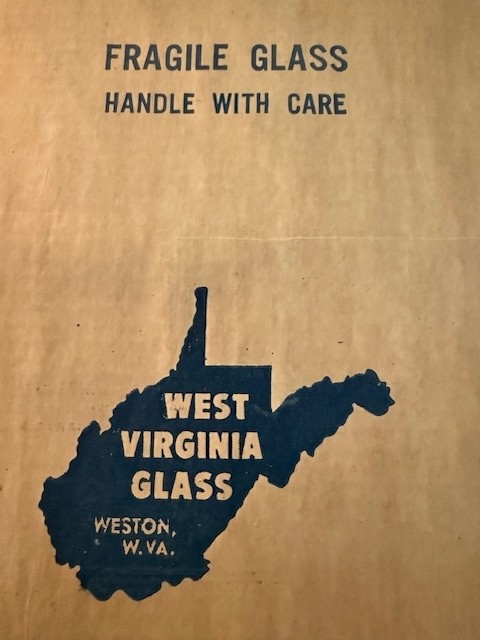 FRAGILE GLASS
HANDLE WITH CARE
WEST
VIRGINIA
GLASS
WESTON,
W.VA.